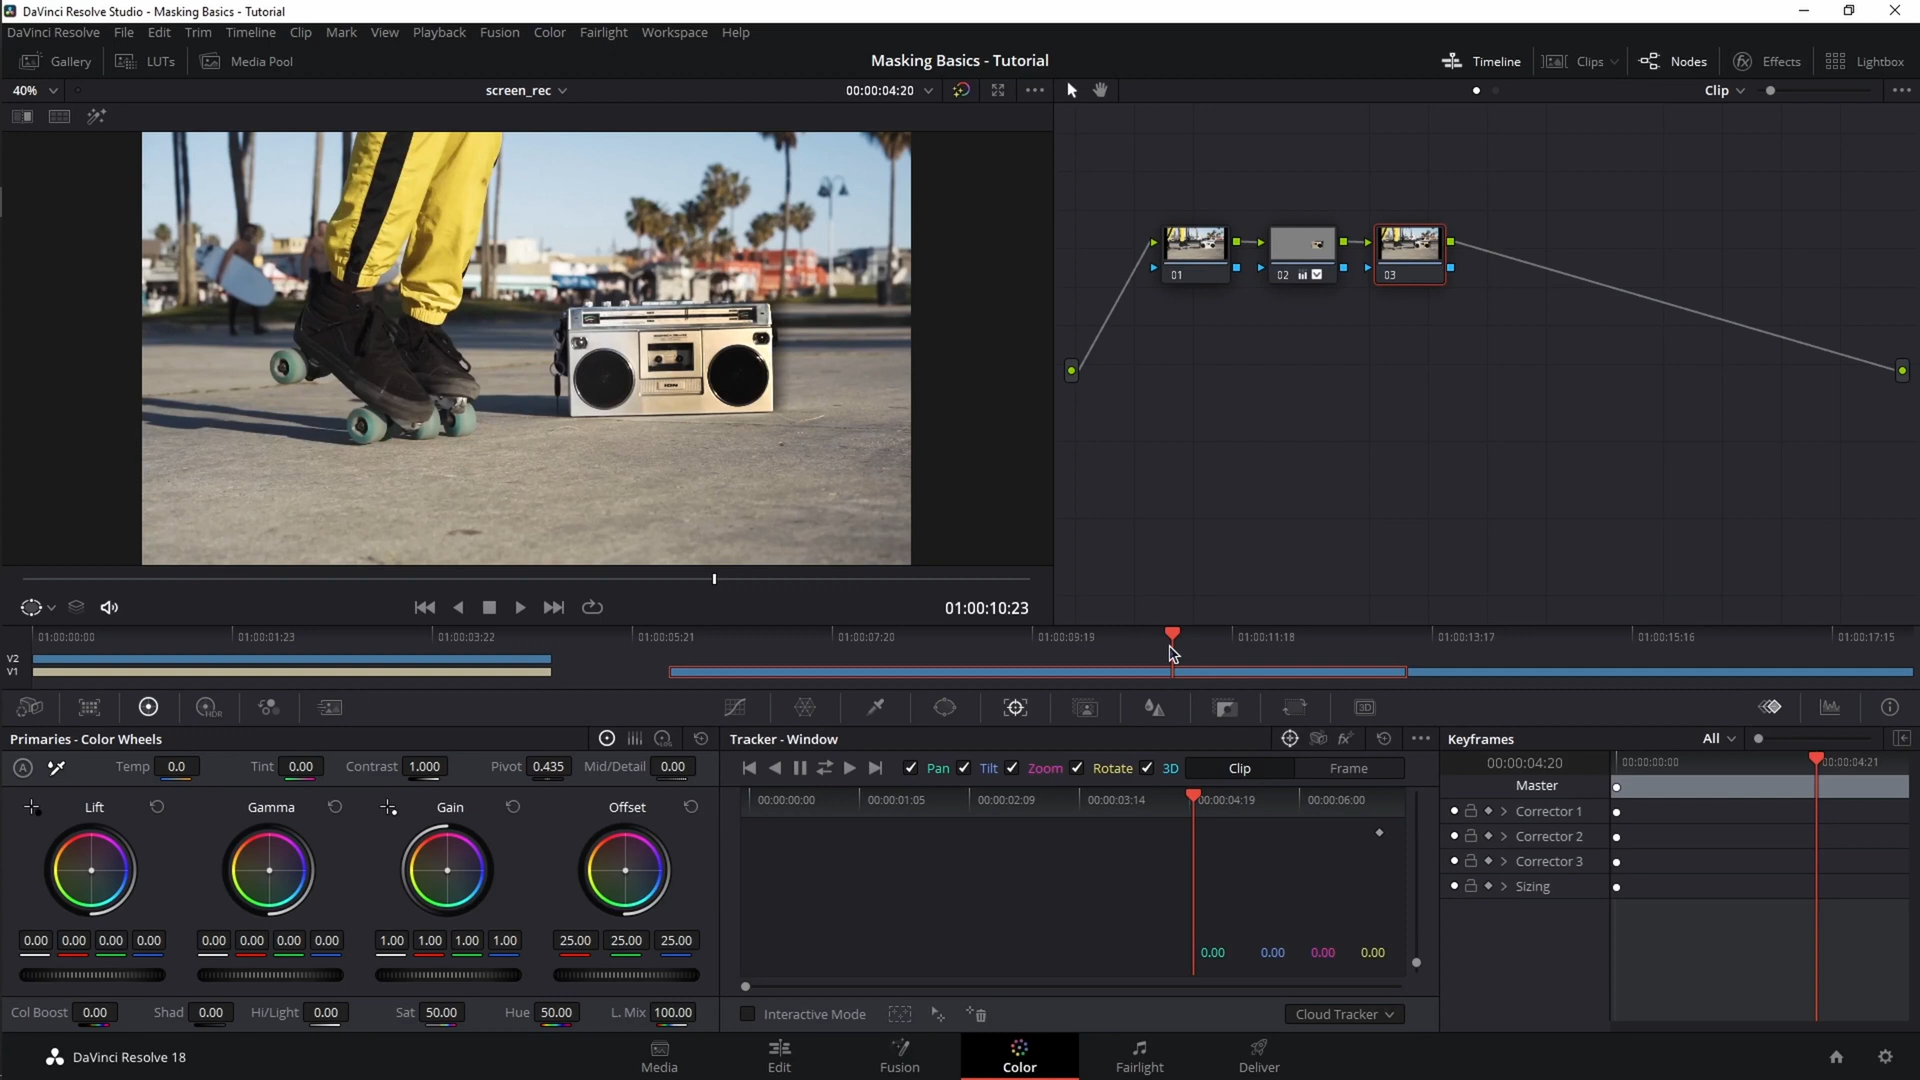 DaVinci Resolve Studio - Masking Basics - Tutorial
DaVinci Resolve File Edit Trim Timeline Clip Mark View Playback Fusion Color Fairlight Workspace Help
Gallery LUTs Media Pool Masking Basics - Tutorial Timeline Clips Nodes Effects Lightbox
40% screen_rec 00:00:04:20 Clip
01 02 03
ION
01:00:10:23
01:00:00:00 01:00:01:23 01:00:03:22 01:00:05:21 01:00:07:20 01:00:09:19 01:00:11:18 01:00:13:17 01:00:15:16 01:00:17:15
V2
V1
HDR 3D
Primaries - Color Wheels Tracker - Window Keyframes All
A Temp 0.0 Tint 0.00 Contrast 1.000 Pivot 0.435 Mid/Detail 0.00 Pan Tilt Zoom Rotate 3D Clip Frame 00:00:04:20 00:00:00:00 00:00:04:21
Master
Lift Gamma Gain Offset 00:00:00:00 00:00:01:05 00:00:02:09 00:00:03:14 00:00:04:19 00:00:06:00 Corrector 1
Corrector 2
Corrector 3
Sizing
0.00 0.00 0.00 0.00 0.00 0.00 0.00 0.00 1.00 1.00 1.00 1.00 25.00 25.00 25.00 0.00 0.00 0.00 0.00
Col Boost 0.00 Shad 0.00 Hi/Light 0.00 Sat 50.00 Hue 50.00 L. Mix 100.00 Interactive Mode Cloud Tracker
DaVinci Resolve 18 Media Edit Fusion Color Fairlight Deliver